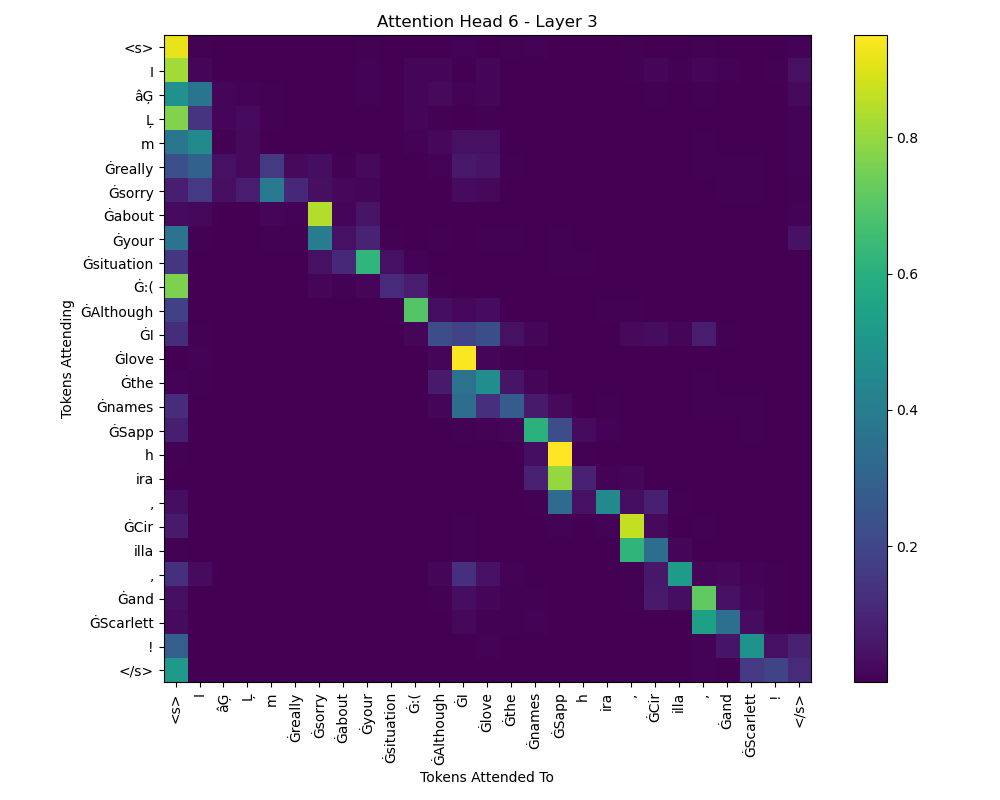 Attention Head 6 - Layer 3
Tokens Attending
<s>
I
âĢ
Ļ
m
Ġreally
Ġsorry
Ġabout
Ġyour
Ġsituation
Ġ:(
ĠAlthough
ĠI
Ġlove
Ġthe
Ġnames
ĠSapp
h
ira
,
ĠCir
illa
,
Ġand
ĠScarlett
!
</s>
<s>
I
âĢ
Ļ
m
Ġreally
Ġsorry
Ġabout
Ġyour
Ġsituation
Ġ:(
ĠAlthough
ĠI
Ġlove
Ġthe
Ġnames
ĠSapp
h
ira
,
ĠCir
illa
,
Ġand
ĠScarlett
!
</s>
Tokens Attended To
0.8
0.6
0.4
0.2